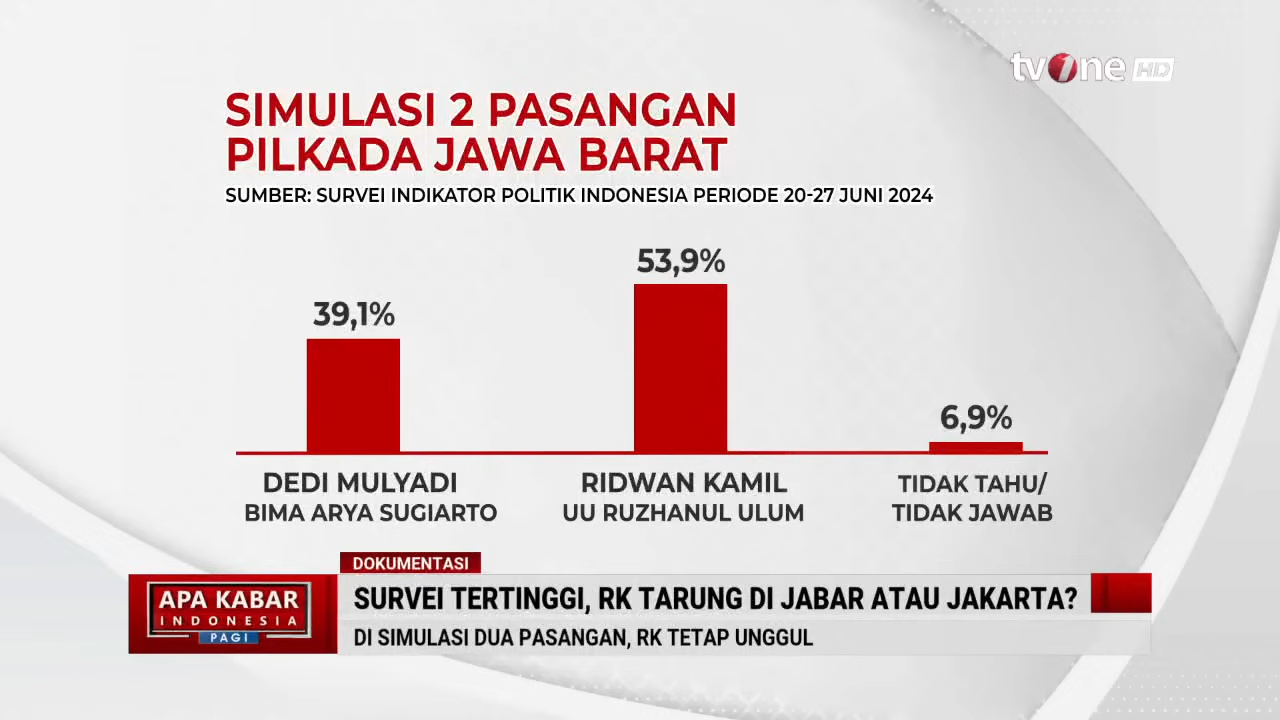 tvOne HD
SIMULASI 2 PASANGAN
PILKADA JAWA BARAT
SUMBER: SURVEI INDIKATOR POLITIK INDONESIA PERIODE 20-27 JUNI 2024
39,1%
53,9%
6,9%
DEDI MULYADI
BIMA ARYA SUGIARTO
RIDWAN KAMIL
UU RUZHANUL ULUM
TIDAK TAHU/
TIDAK JAWAB
DOKUMENTASI
APA KABAR
INDONESIA
PAGI
SURVEI TERTINGGI, RK TARUNG DI JABAR ATAU JAKARTA?
DI SIMULASI DUA PASANGAN, RK TETAP UNGGUL